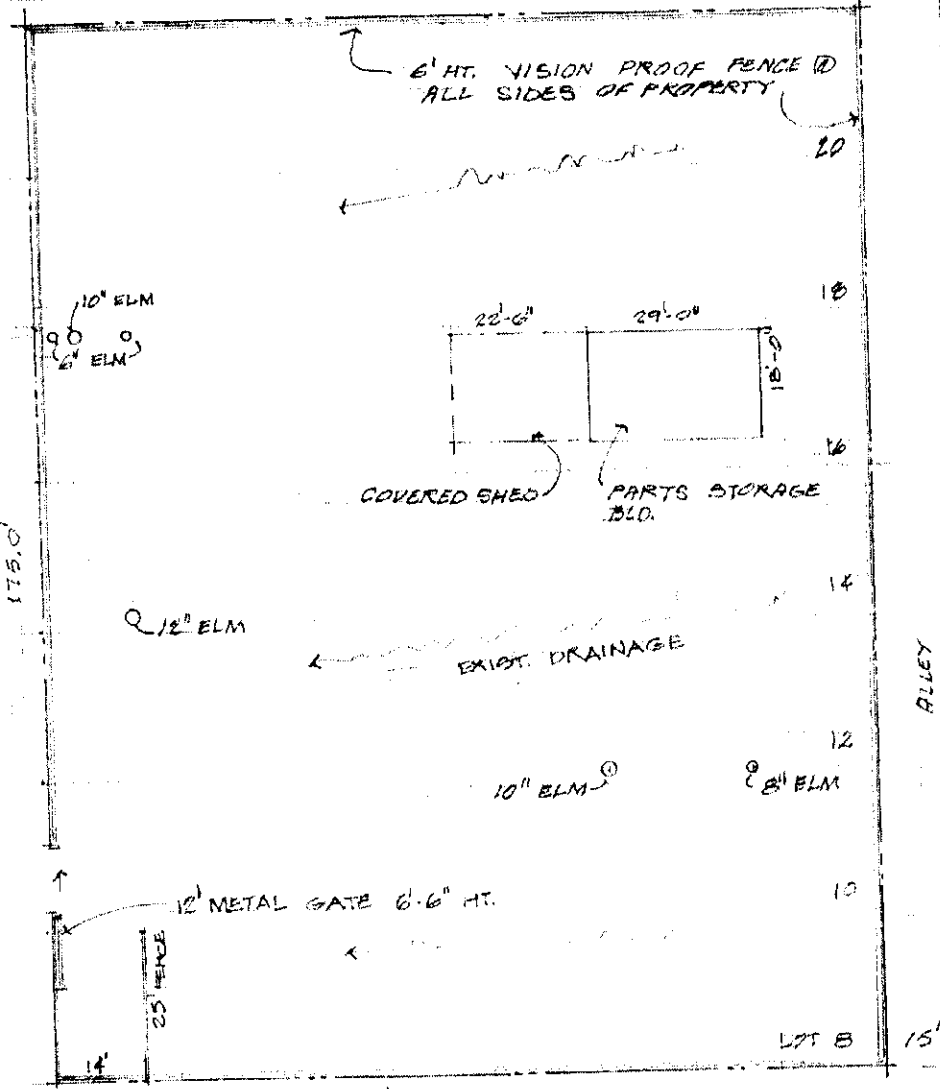 6' HT. VISION PROOF FENCE @
ALL SIDES OF PROPERTY
20
10" ELM
6" ELM
18
22'-6"
29'-0"
18'-0"
16
COVERED SHED
PARTS STORAGE
BLD.
175.0'
14
12" ELM
EXIST. DRAINAGE
ALLEY
12
10" ELM
8" ELM
10
12' METAL GATE 6'-6" HT.
25' FENCE
14'
LOT 8
15'